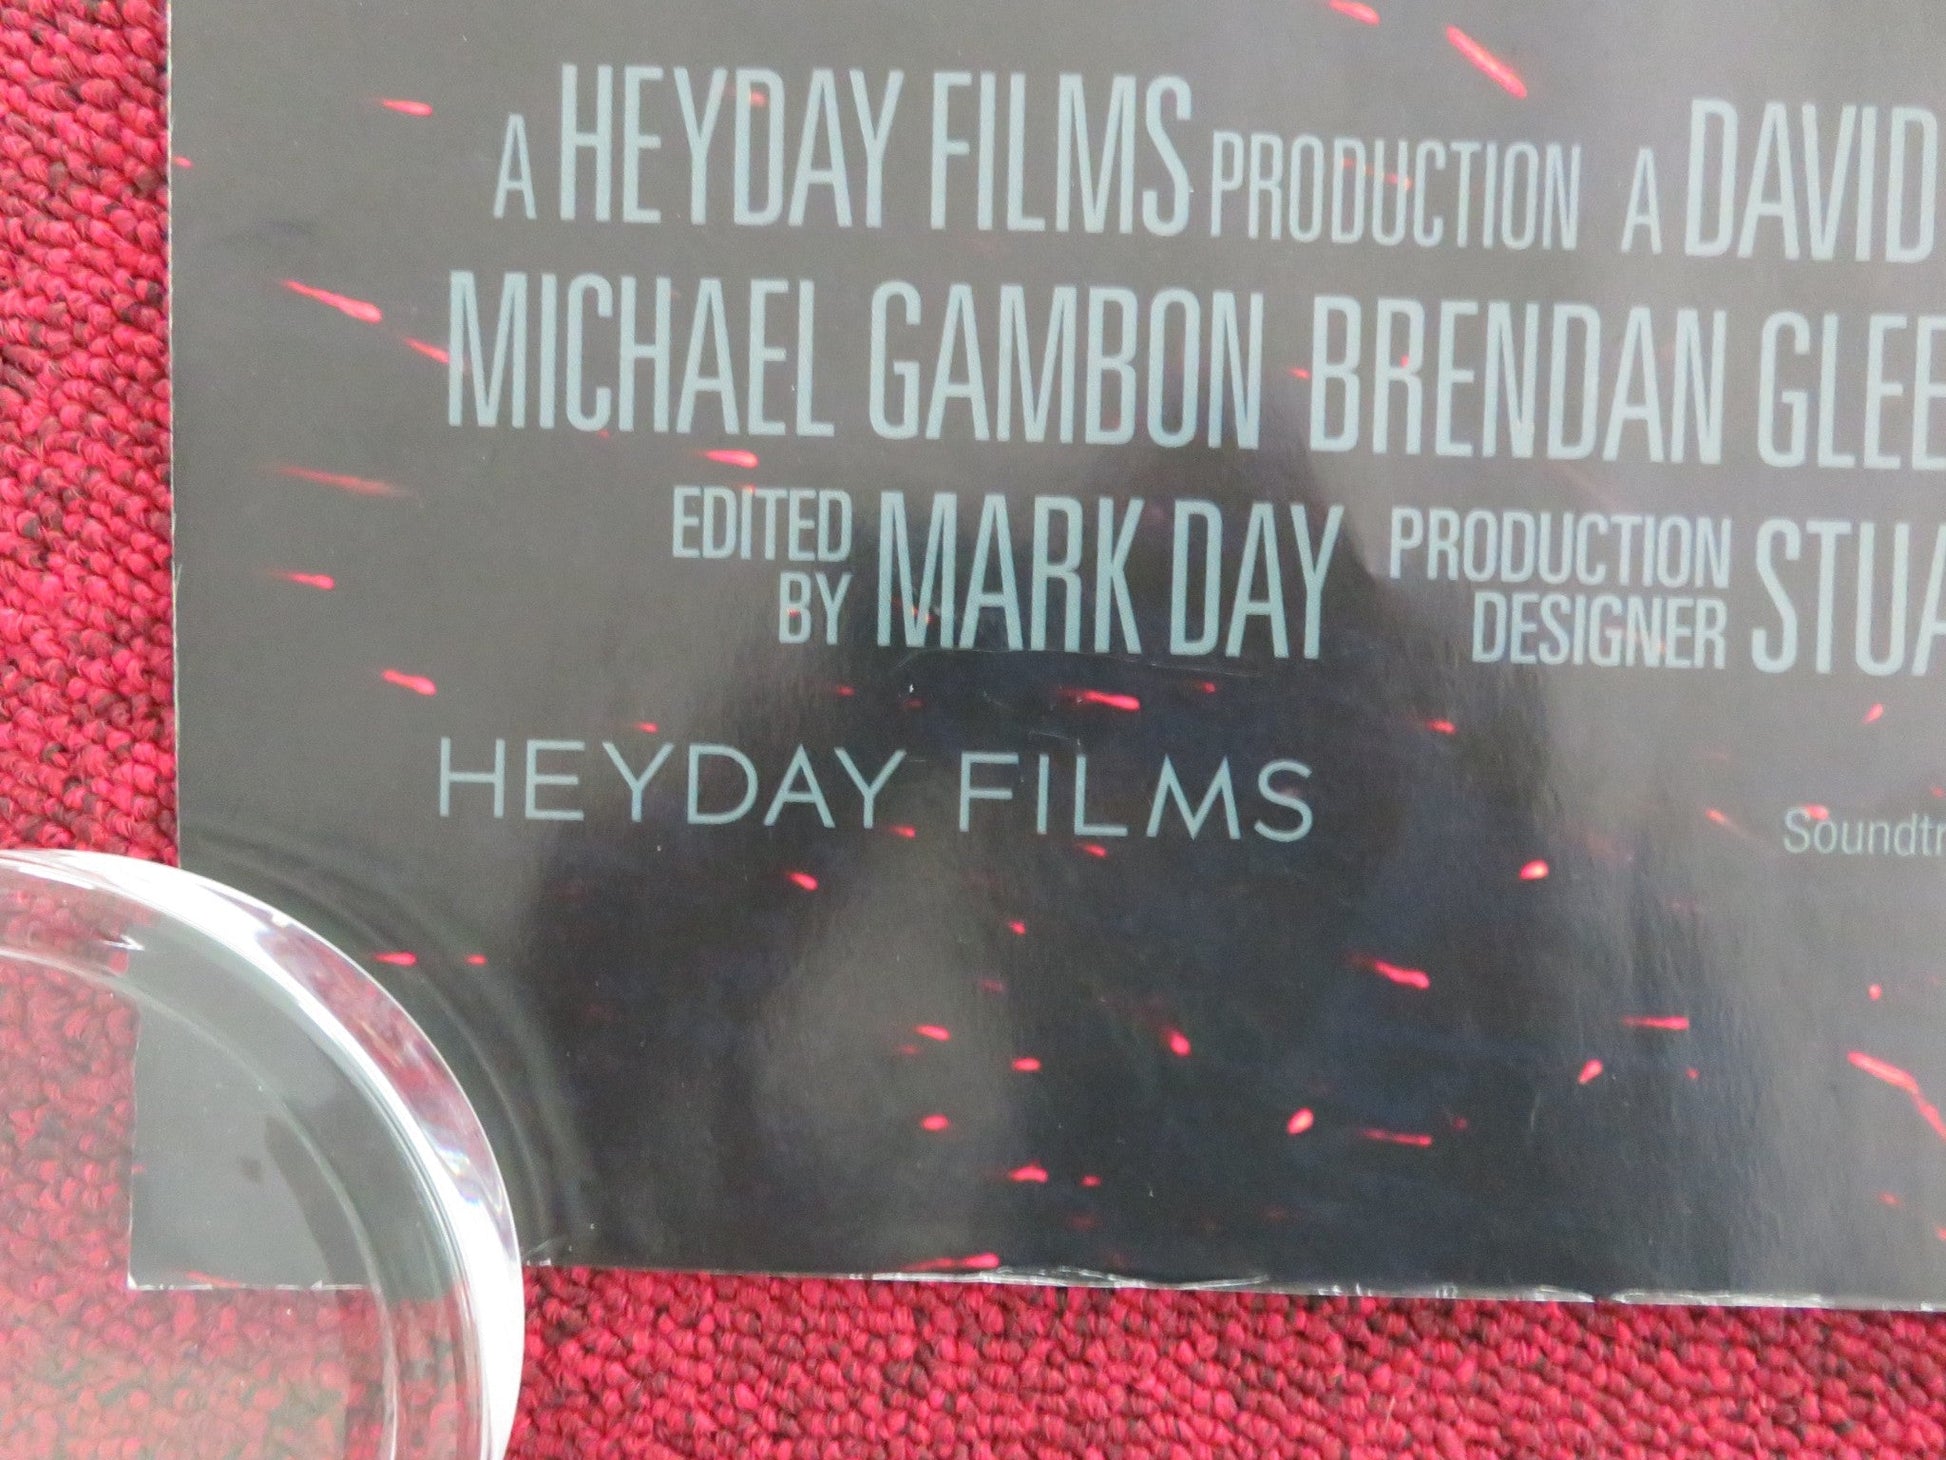 A HEYDAY FILMS PRODUCTION A DAVID
MICHAEL GAMBON BRENDAN GLEE
EDITED BY MARK DAY PRODUCTION DESIGNER STUA
HEYDAY FILMS
Soundtr